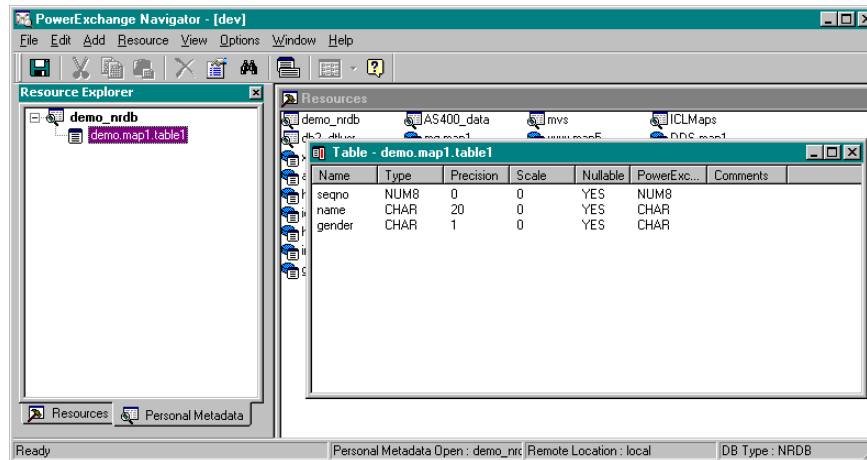 PowerExchange Navigator - [dev]
File Edit Add Resource View Options Window Help
Resource Explorer
demo_nrdb
demo.map1.table1
Resources
demo_nrdb AS400_data mvs ICLMaps
Table - demo.map1.table1
Name Type Precision Scale Nullable PowerExc... Comments
seqno NUM8 0 0 YES NUM8
name CHAR 20 0 YES CHAR
gender CHAR 1 0 YES CHAR
Resources Personal Metadata
Ready Personal Metadata Open : demo_nrc Remote Location : local DB Type : NRDB